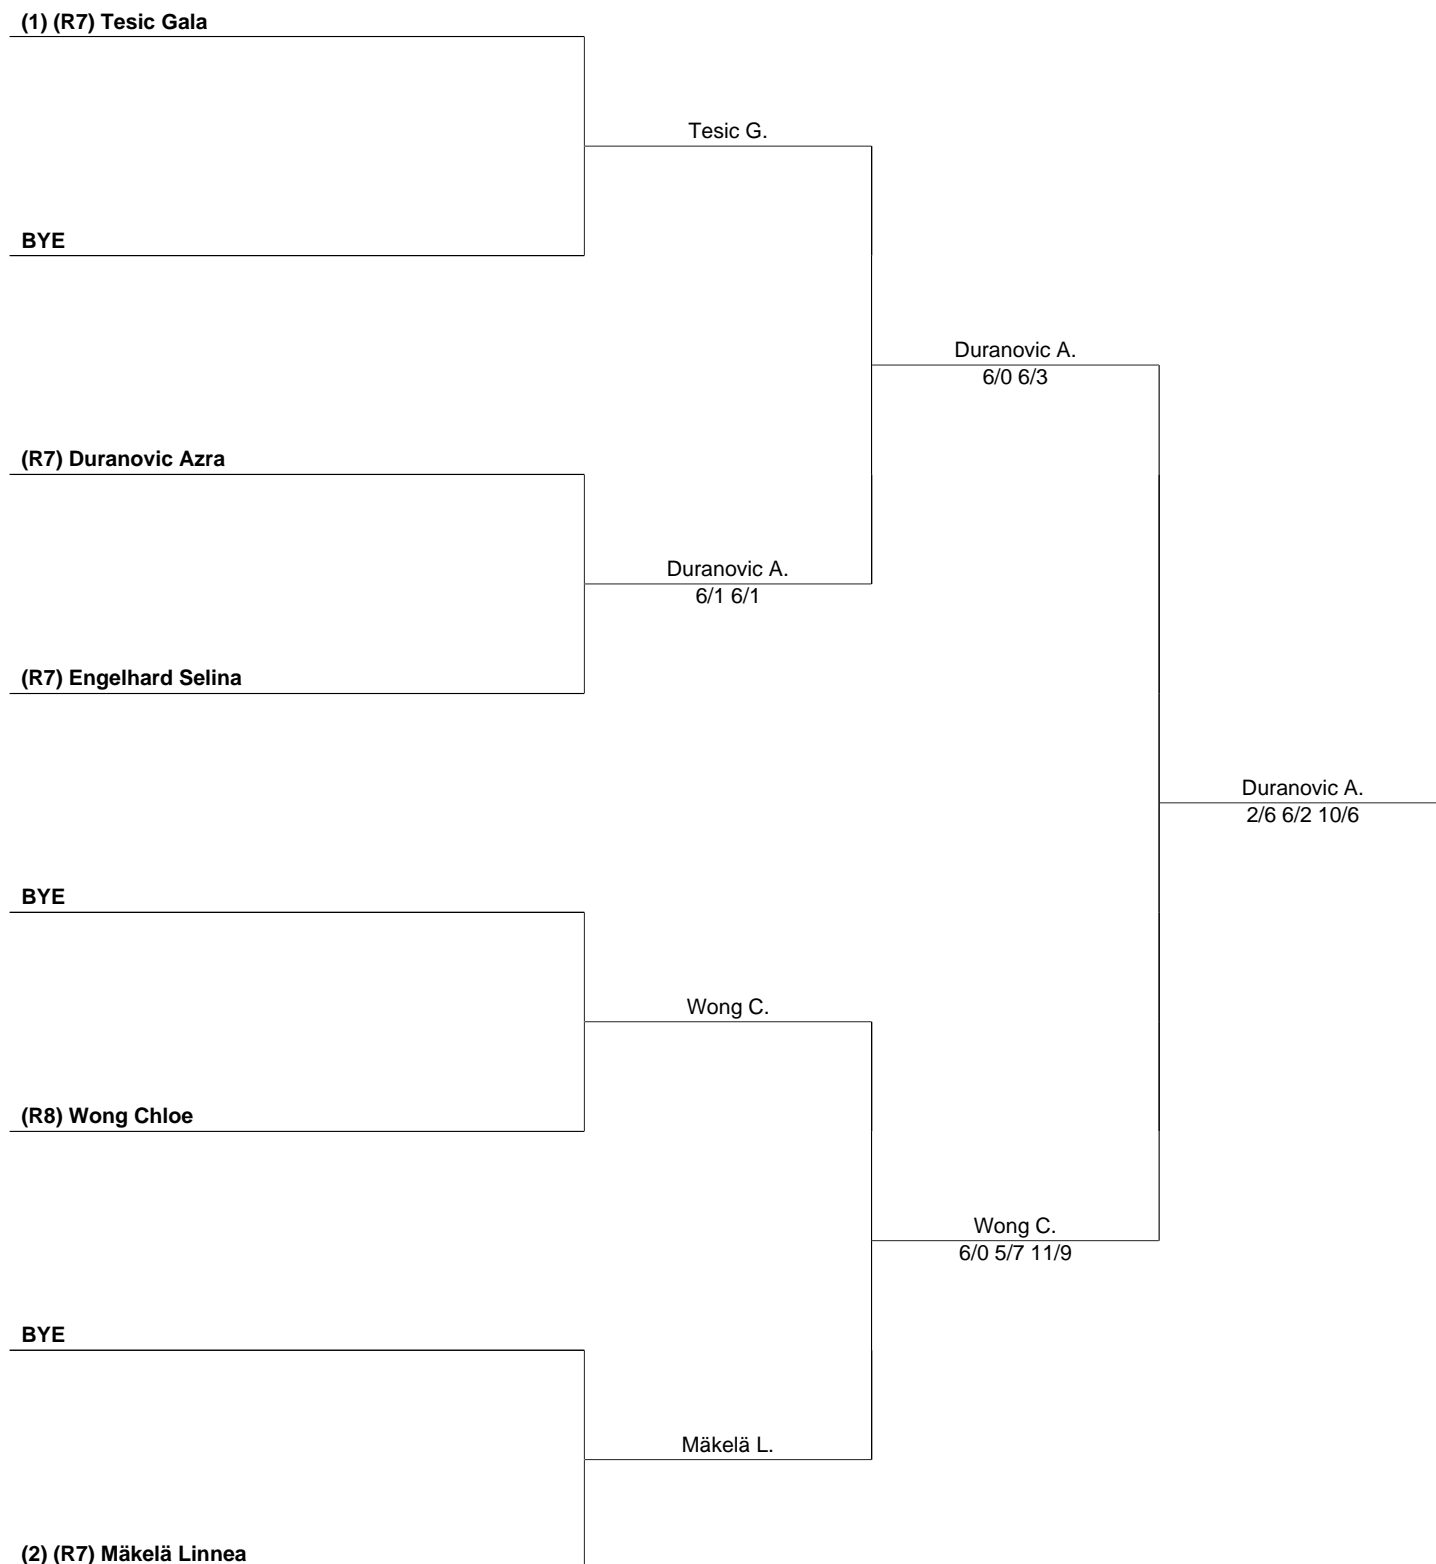 (1) (R7) Tesic Gala
Tesic G.
BYE
Duranovic A.
6/0 6/3
(R7) Duranovic Azra
Duranovic A.
6/1 6/1
(R7) Engelhard Selina
Duranovic A.
2/6 6/2 10/6
BYE
Wong C.
(R8) Wong Chloe
Wong C.
6/0 5/7 11/9
BYE
Mäkelä L.
(2) (R7) Mäkelä Linnea